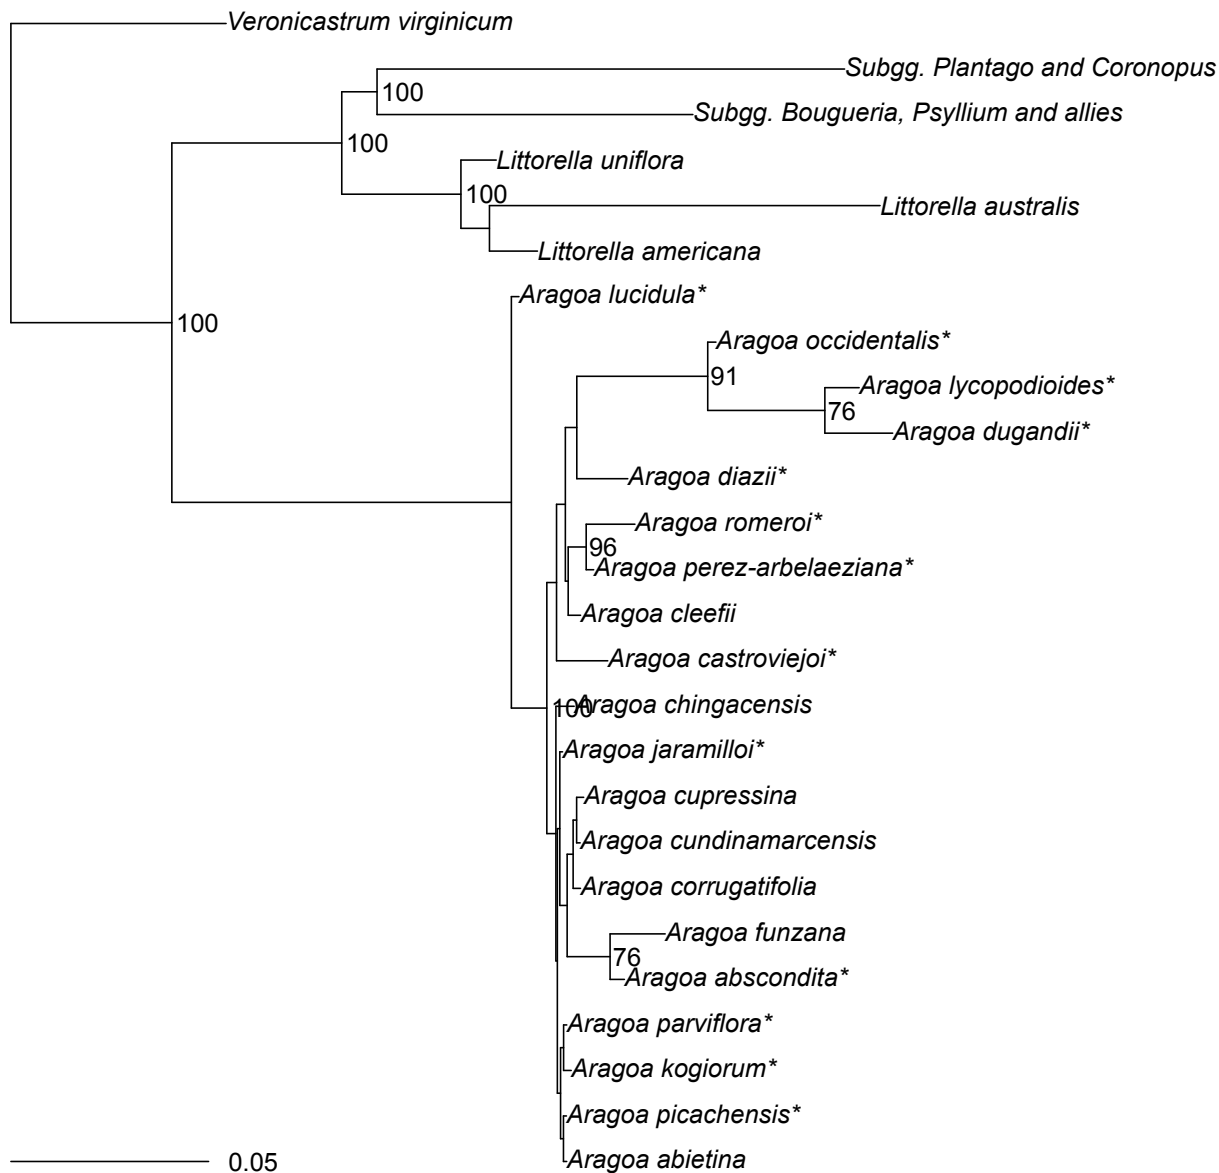 Veronicastrum virginicum
Subgg. Plantago and Coronopus
100
Subgg. Bougueria, Psyllium and allies
100
Littorella uniflora
100
Littorella australis
Littorella americana
Aragoa lucidula*
100
Aragoa occidentalis*
91
Aragoa lycopodioides*
76
Aragoa dugandii*
Aragoa diazii*
Aragoa romeroi*
96
Aragoa perez-arbelaeziana*
Aragoa cleefii
Aragoa castroviejoi*
100
Aragoa chingacensis
Aragoa jaramilloi*
Aragoa cupressina
Aragoa cundinamarcensis
Aragoa corrugatifolia
Aragoa funzana
76
Aragoa abscondita*
Aragoa parviflora*
Aragoa kogiorum*
Aragoa picachensis*
Aragoa abietina
0.05